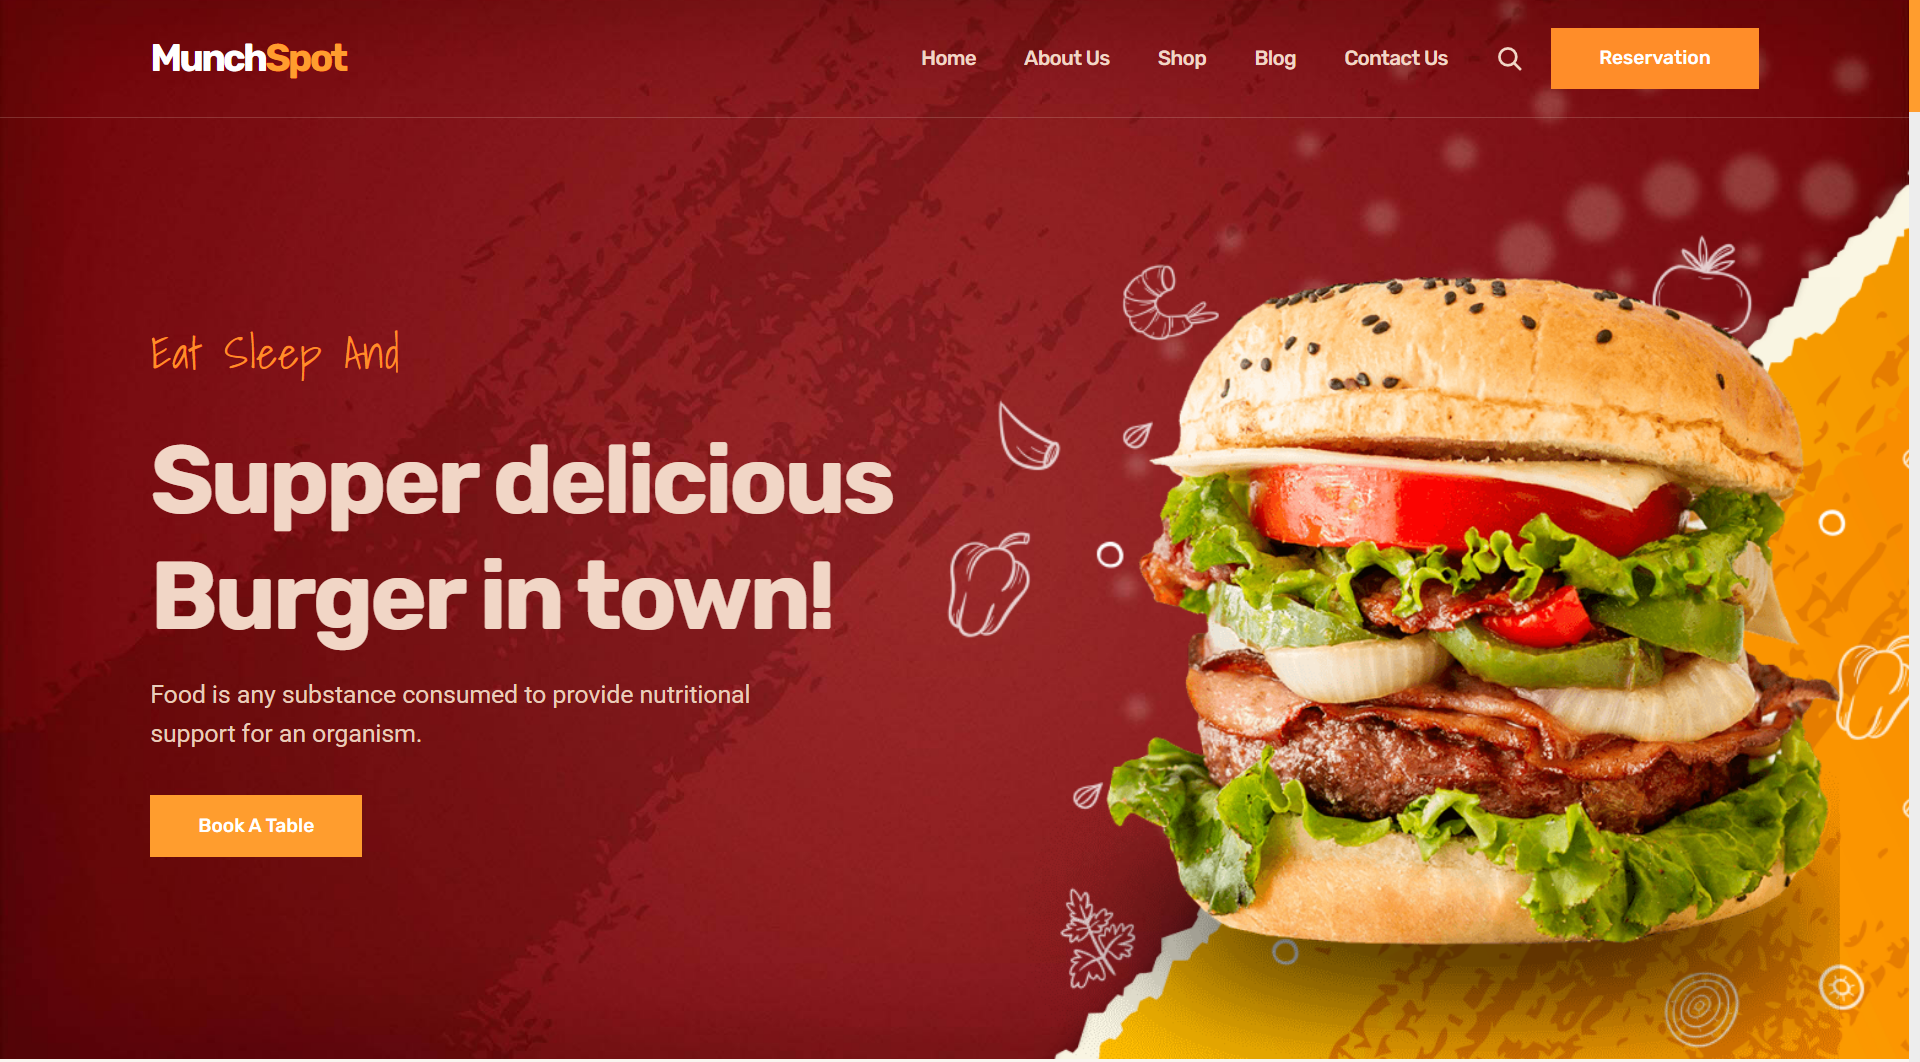 MunchSpot
Home About Us Shop Blog Contact Us Reservation
Eat Sleep And
Supper delicious
Burger in town!
Food is any substance consumed to provide nutritional
support for an organism.
Book A Table